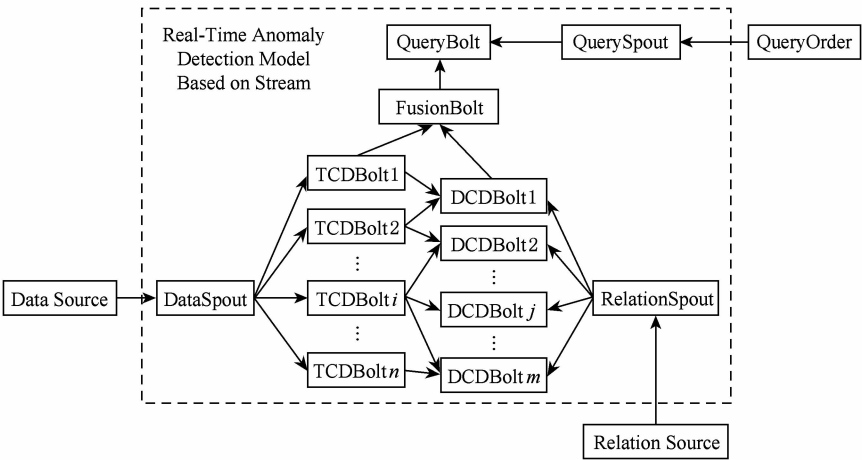 Real-Time Anomaly
Detection Model
Based on Stream
QueryBolt
QuerySpout
QueryOrder
FusionBolt
TCDBolt1
DCDBolt1
TCDBolt2
DCDBolt2
⋮
⋮
Data Source
DataSpout
TCDBolt i
DCDBolt j
RelationSpout
⋮
⋮
TCDBolt n
DCDBolt m
Relation Source